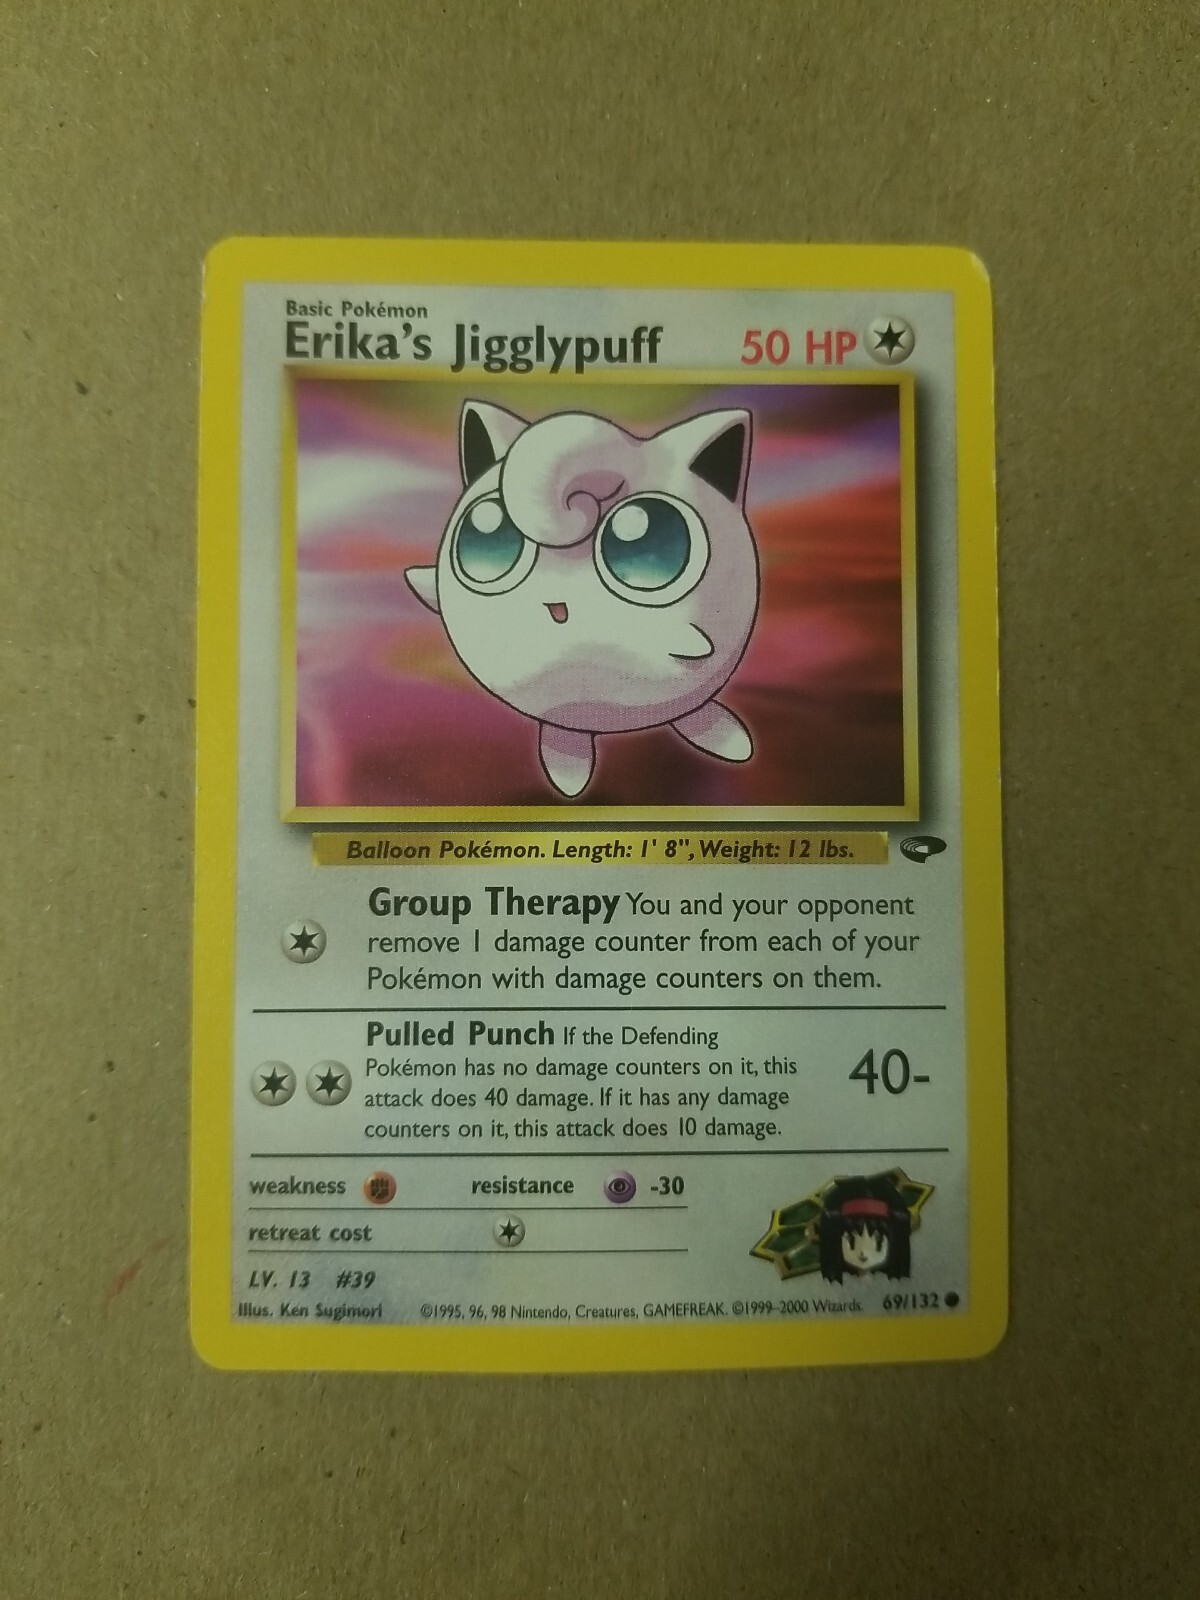 Basic Pokémon
Erika's Jigglypuff 50 HP
Balloon Pokémon. Length: 1' 8", Weight: 12 lbs.
Group Therapy You and your opponent
remove 1 damage counter from each of your
Pokémon with damage counters on them.
Pulled Punch If the Defending
Pokémon has no damage counters on it, this
attack does 40 damage. If it has any damage
counters on it, this attack does 10 damage.
40-
weakness resistance -30
retreat cost
LV. 13 #39
Illus. Ken Sugimori ©1995, 96, 98 Nintendo, Creatures, GAMEFREAK. ©1999-2000 Wizards. 69/132